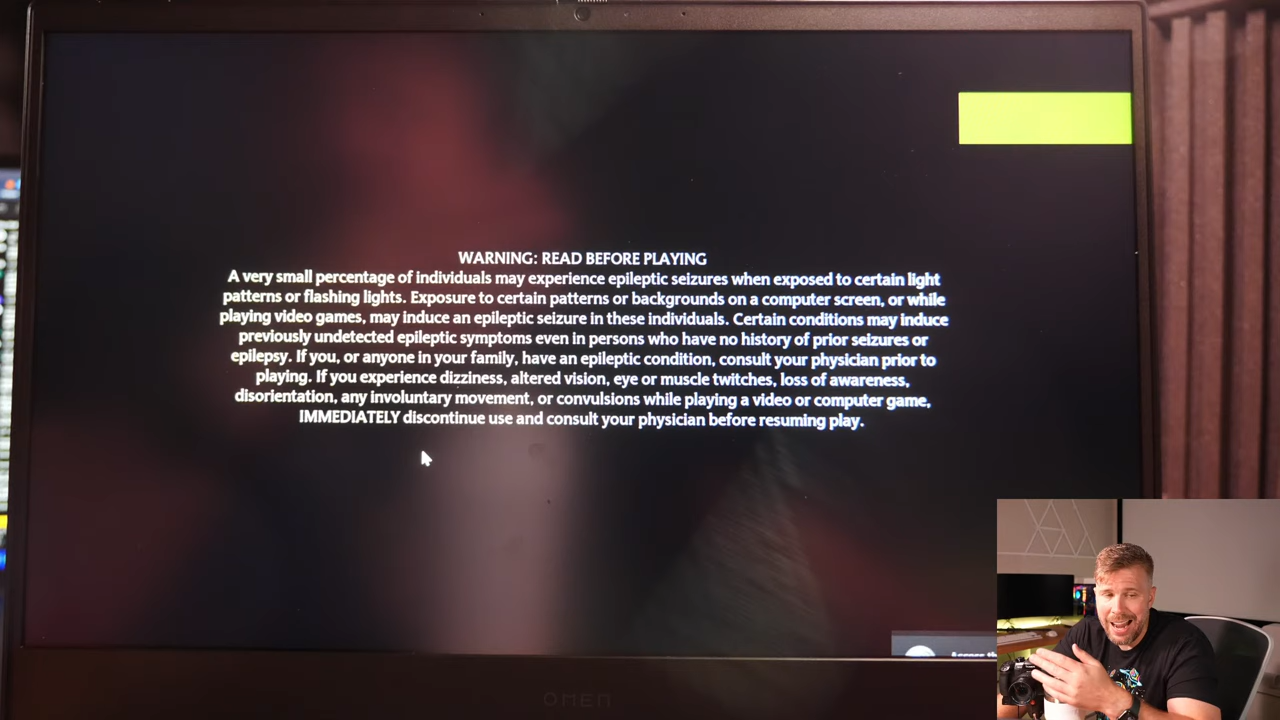 WARNING: READ BEFORE PLAYING
A very small percentage of individuals may experience epileptic seizures when exposed to certain light
patterns or flashing lights. Exposure to certain patterns or backgrounds on a computer screen, or while
playing video games, may induce an epileptic seizure in these individuals. Certain conditions may induce
previously undetected epileptic symptoms even in persons who have no history of prior seizures or
epilepsy. If you, or anyone in your family, have an epileptic condition, consult your physician prior to
playing. If you experience dizziness, altered vision, eye or muscle twitches, loss of awareness,
disorientation, any involuntary movement, or convulsions while playing a video or computer game,
IMMEDIATELY discontinue use and consult your physician before resuming play.
OMEN